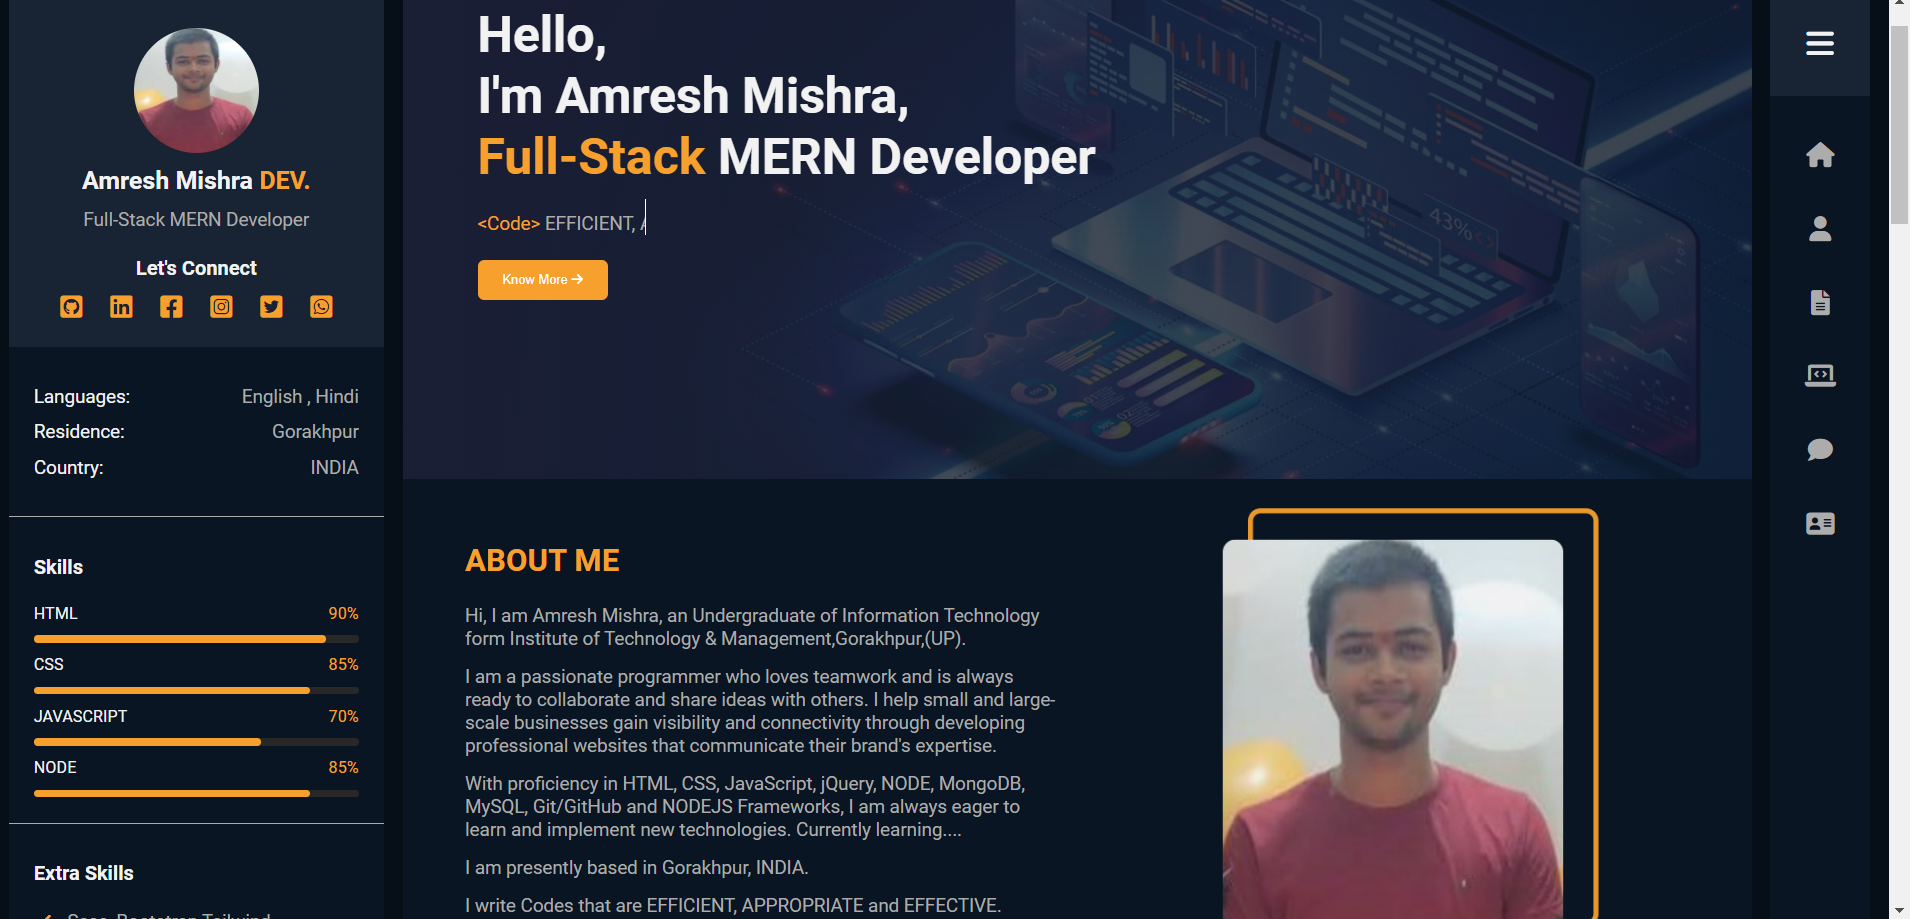 Amresh Mishra DEV.
Full-Stack MERN Developer
Let's Connect
Languages: English , Hindi
Residence: Gorakhpur
Country: INDIA
Skills
HTML 90%
CSS 85%
JAVASCRIPT 70%
NODE 85%
Extra Skills
Hello,
I'm Amresh Mishra,
Full-Stack MERN Developer
<Code> EFFICIENT,
Know More
43%
ABOUT ME
Hi, I am Amresh Mishra, an Undergraduate of Information Technology
form Institute of Technology & Management,Gorakhpur,(UP).
I am a passionate programmer who loves teamwork and is always
ready to collaborate and share ideas with others. I help small and large-
scale businesses gain visibility and connectivity through developing
professional websites that communicate their brand's expertise.
With proficiency in HTML, CSS, JavaScript, jQuery, NODE, MongoDB,
MySQL, Git/GitHub and NODEJS Frameworks, I am always eager to
learn and implement new technologies. Currently learning....
I am presently based in Gorakhpur, INDIA.
I write Codes that are EFFICIENT, APPROPRIATE and EFFECTIVE.